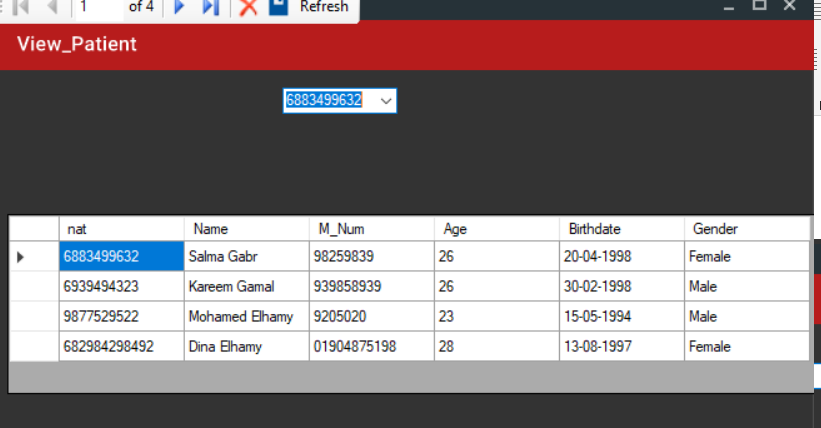 1 of 4 Refresh
View_Patient
6883499632
nat Name M_Num Age Birthdate Gender
6883499632 Salma Gabr 98259839 26 20-04-1998 Female
6939494323 Kareem Gamal 939858939 26 30-02-1998 Male
9877529522 Mohamed Elhamy 9205020 23 15-05-1994 Male
682984298492 Dina Elhamy 01904875198 28 13-08-1997 Female